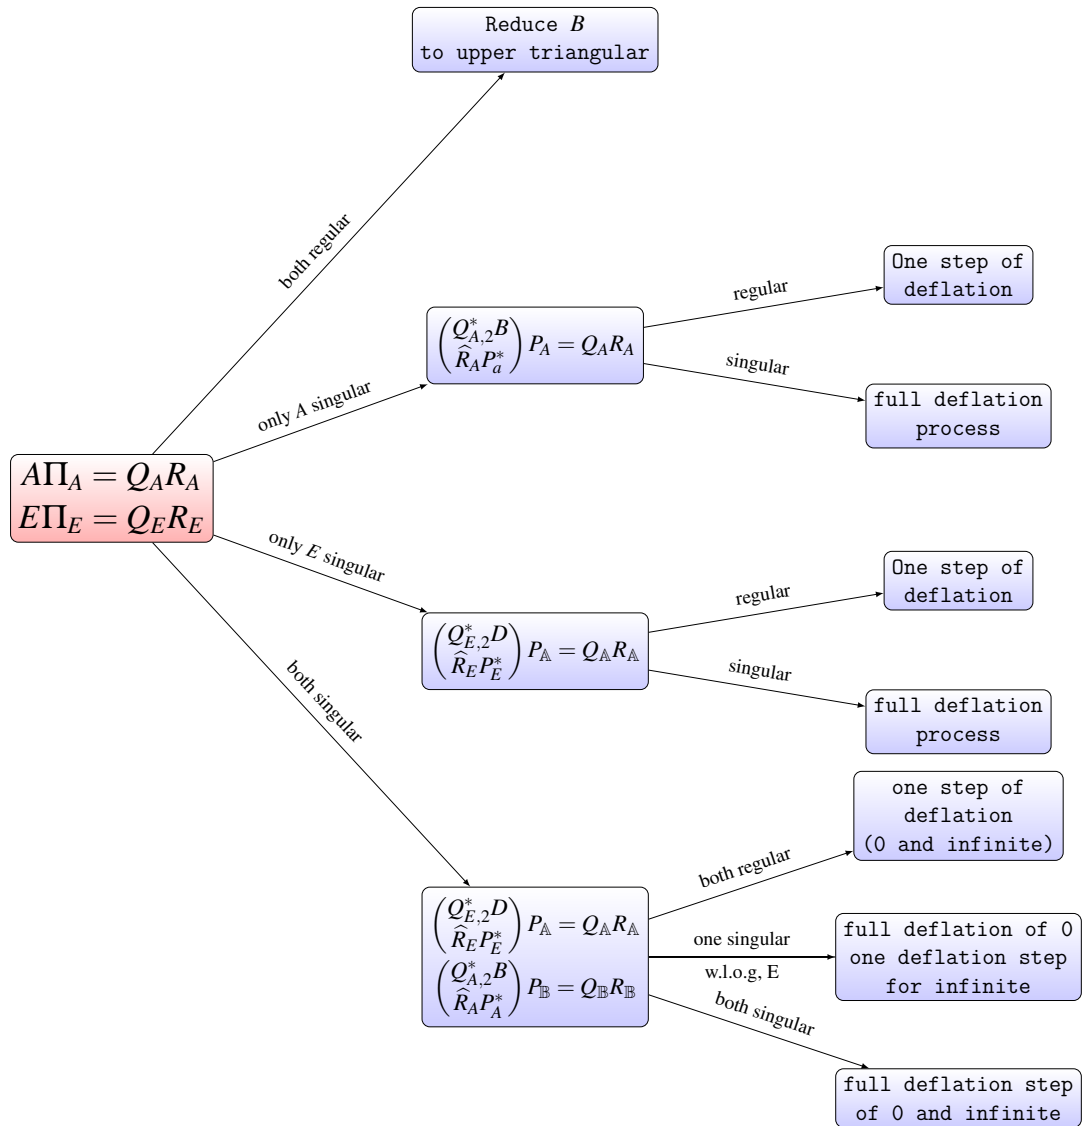 Reduce B
to upper triangular
both regular
One step of
deflation
regular
(Q*_{A,2}B
R̂_A P*_a) P_A = Q_A R_A
singular
full deflation
process
only A singular
AΠ_A = Q_A R_A
EΠ_E = Q_E R_E
only E singular
One step of
deflation
regular
(Q*_{E,2}D
R̂_E P*_E) P_𝔸 = Q_𝔸 R_𝔸
singular
full deflation
process
both singular
one step of
deflation
(0 and infinite)
both regular
(Q*_{E,2}D
R̂_E P*_E) P_𝔸 = Q_𝔸 R_𝔸
(Q*_{A,2}B
R̂_A P*_A) P_𝔹 = Q_𝔹 R_𝔹
one singular
w.l.o.g, E
full deflation of 0
one deflation step
for infinite
both singular
full deflation step
of 0 and infinite